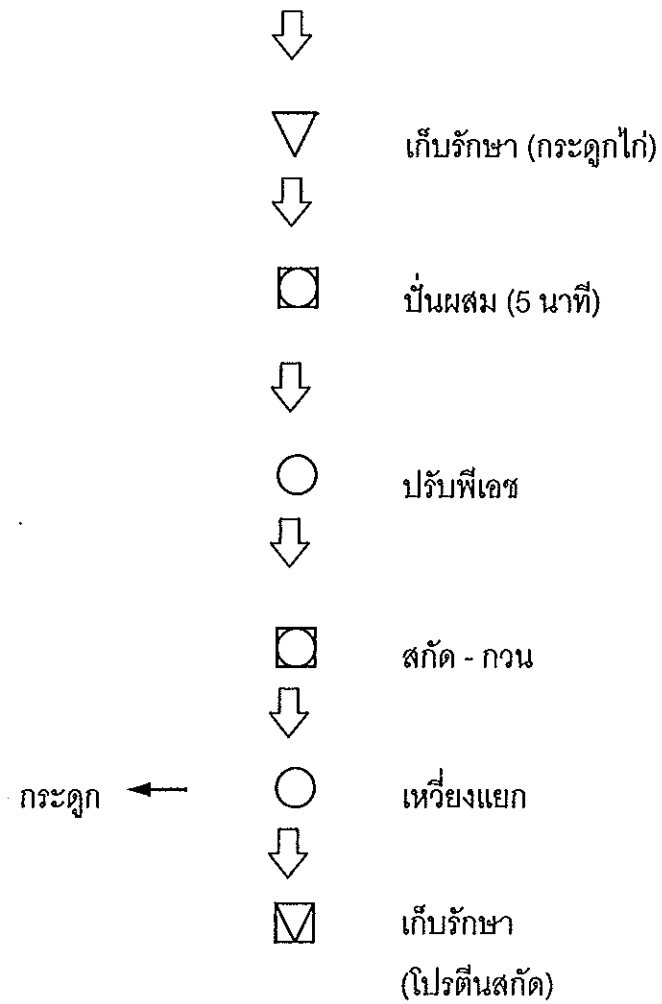 เก็บรักษา (กระดูกไก่)
ปั่นผสม (5 นาที)
ปรับพีเอช
สกัด - กวน
กระดูก
เหวี่ยงแยก
เก็บรักษา
(โปรตีนสกัด)